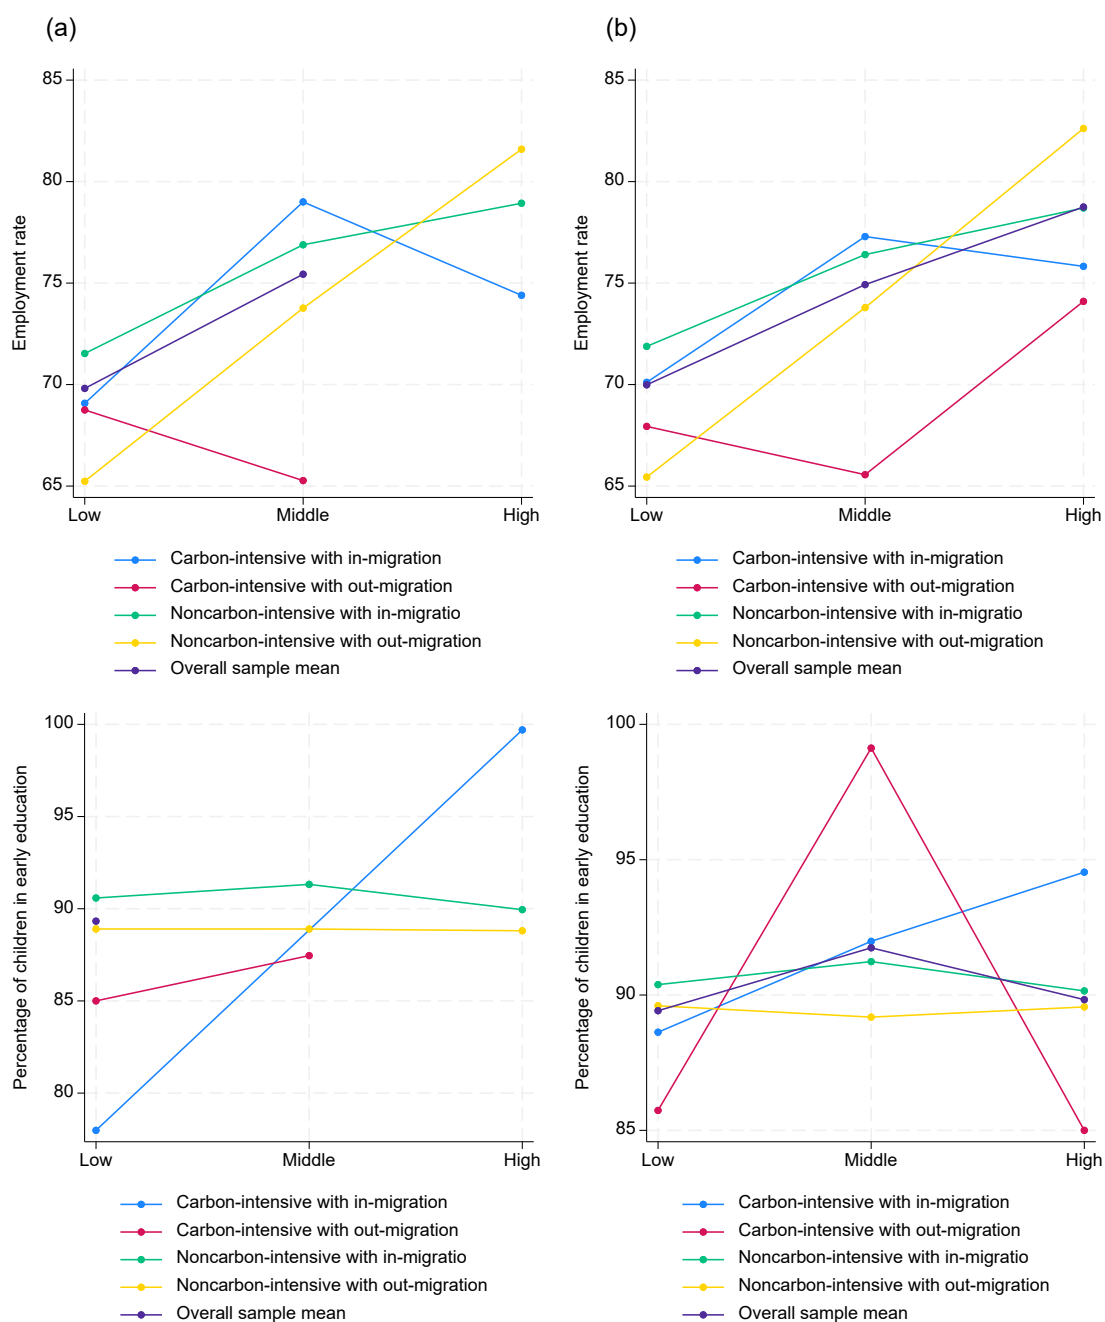 (a)
(b)
85
80
75
70
65
Employment rate
Low Middle High
Carbon-intensive with in-migration
Carbon-intensive with out-migration
Noncarbon-intensive with in-migratio
Noncarbon-intensive with out-migration
Overall sample mean
85
80
75
70
65
Employment rate
Low Middle High
Carbon-intensive with in-migration
Carbon-intensive with out-migration
Noncarbon-intensive with in-migratio
Noncarbon-intensive with out-migration
Overall sample mean
100
95
90
85
80
Percentage of children in early education
Low Middle High
Carbon-intensive with in-migration
Carbon-intensive with out-migration
Noncarbon-intensive with in-migratio
Noncarbon-intensive with out-migration
Overall sample mean
100
95
90
85
Percentage of children in early education
Low Middle High
Carbon-intensive with in-migration
Carbon-intensive with out-migration
Noncarbon-intensive with in-migratio
Noncarbon-intensive with out-migration
Overall sample mean